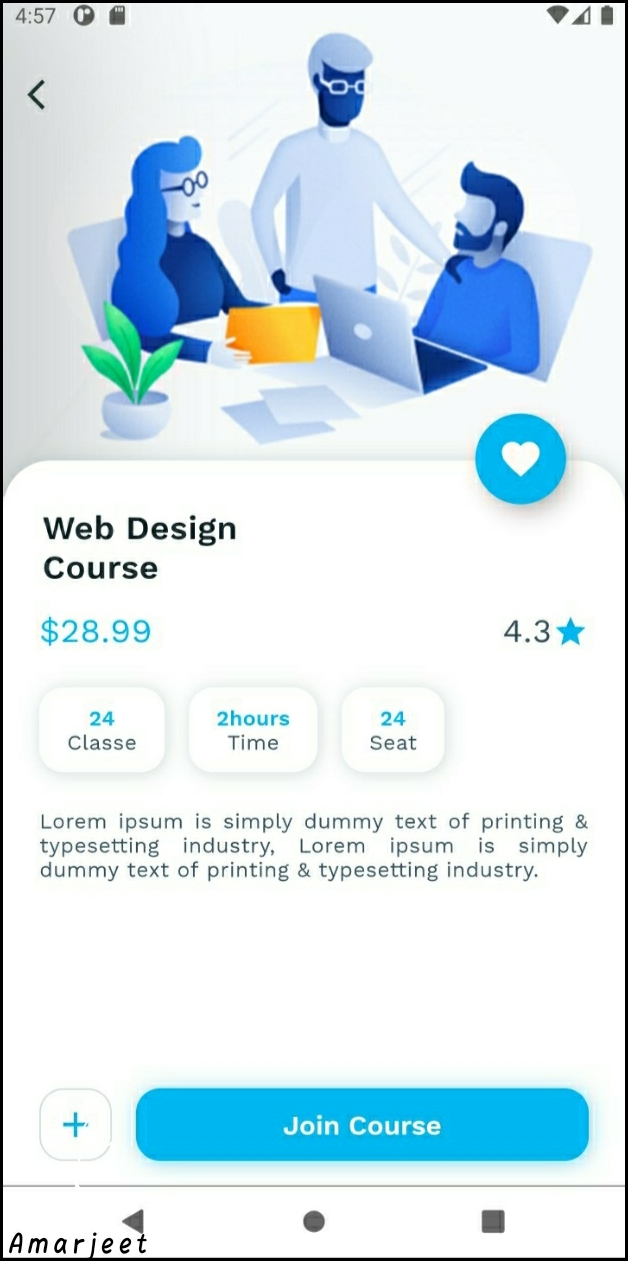 4:57
Web Design
Course
$28.99
4.3
24
Classe
2hours
Time
24
Seat
Lorem ipsum is simply dummy text of printing &
typesetting industry, Lorem ipsum is simply
dummy text of printing & typesetting industry.
+
Join Course
Amarjeet